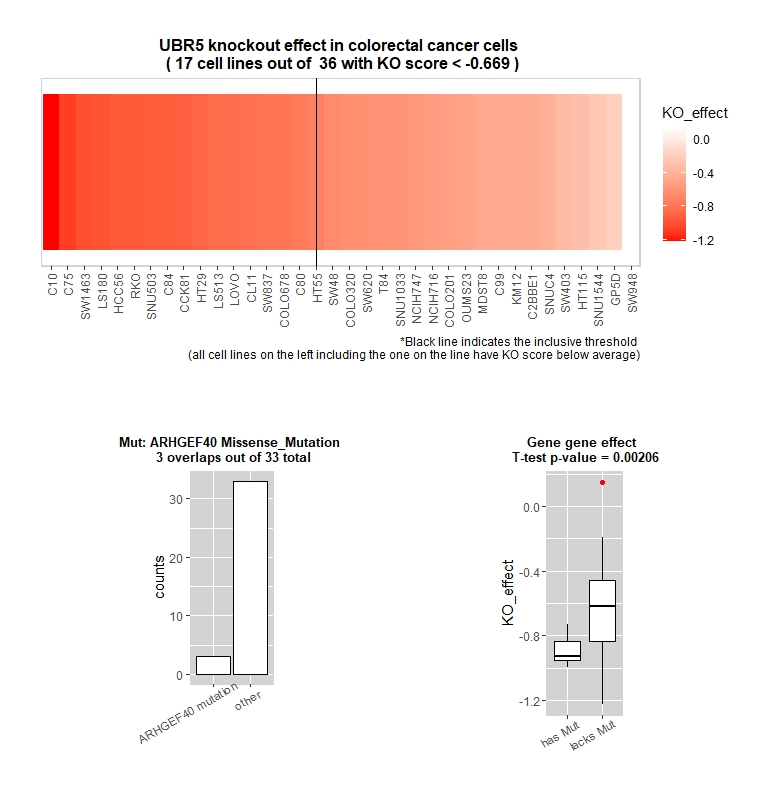 UBR5 knockout effect in colorectal cancer cells
( 17 cell lines out of  36 with KO score < -0.669 )
KO_effect
0.0
-0.4
-0.8
-1.2
C10
C75
SW1463
LS180
HCC56
RKO
SNU503
C84
CCK81
HT29
LS513
LOVO
CL11
SW837
COLO678
C80
HT55
SW48
COLO320
SW620
T84
SNU1033
NCIH747
NCIH716
COLO201
OUMS23
MDST8
C99
KM12
C2BBE1
SNUC4
SW403
HT115
SNU1544
GP5D
SW948
*Black line indicates the inclusive threshold
(all cell lines on the left including the one on the line have KO score below average)
Mut: ARHGEF40 Missense_Mutation
3 overlaps out of 33 total
counts
30
20
10
0
ARHGEF40 mutation
other
Gene gene effect
T-test p-value = 0.00206
KO_effect
0.0
-0.4
-0.8
-1.2
has Mut
lacks Mut